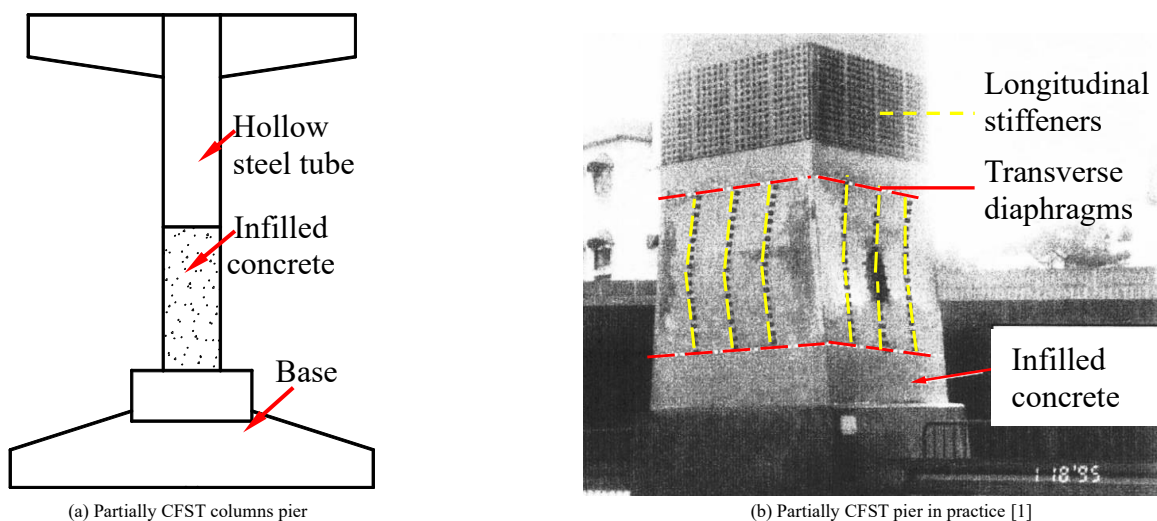 Hollow
steel tube
Infilled
concrete
Base
(a) Partially CFST columns pier
Longitudinal
stiffeners
Transverse
diaphragms
Infilled
concrete
1 18'95
(b) Partially CFST pier in practice [1]